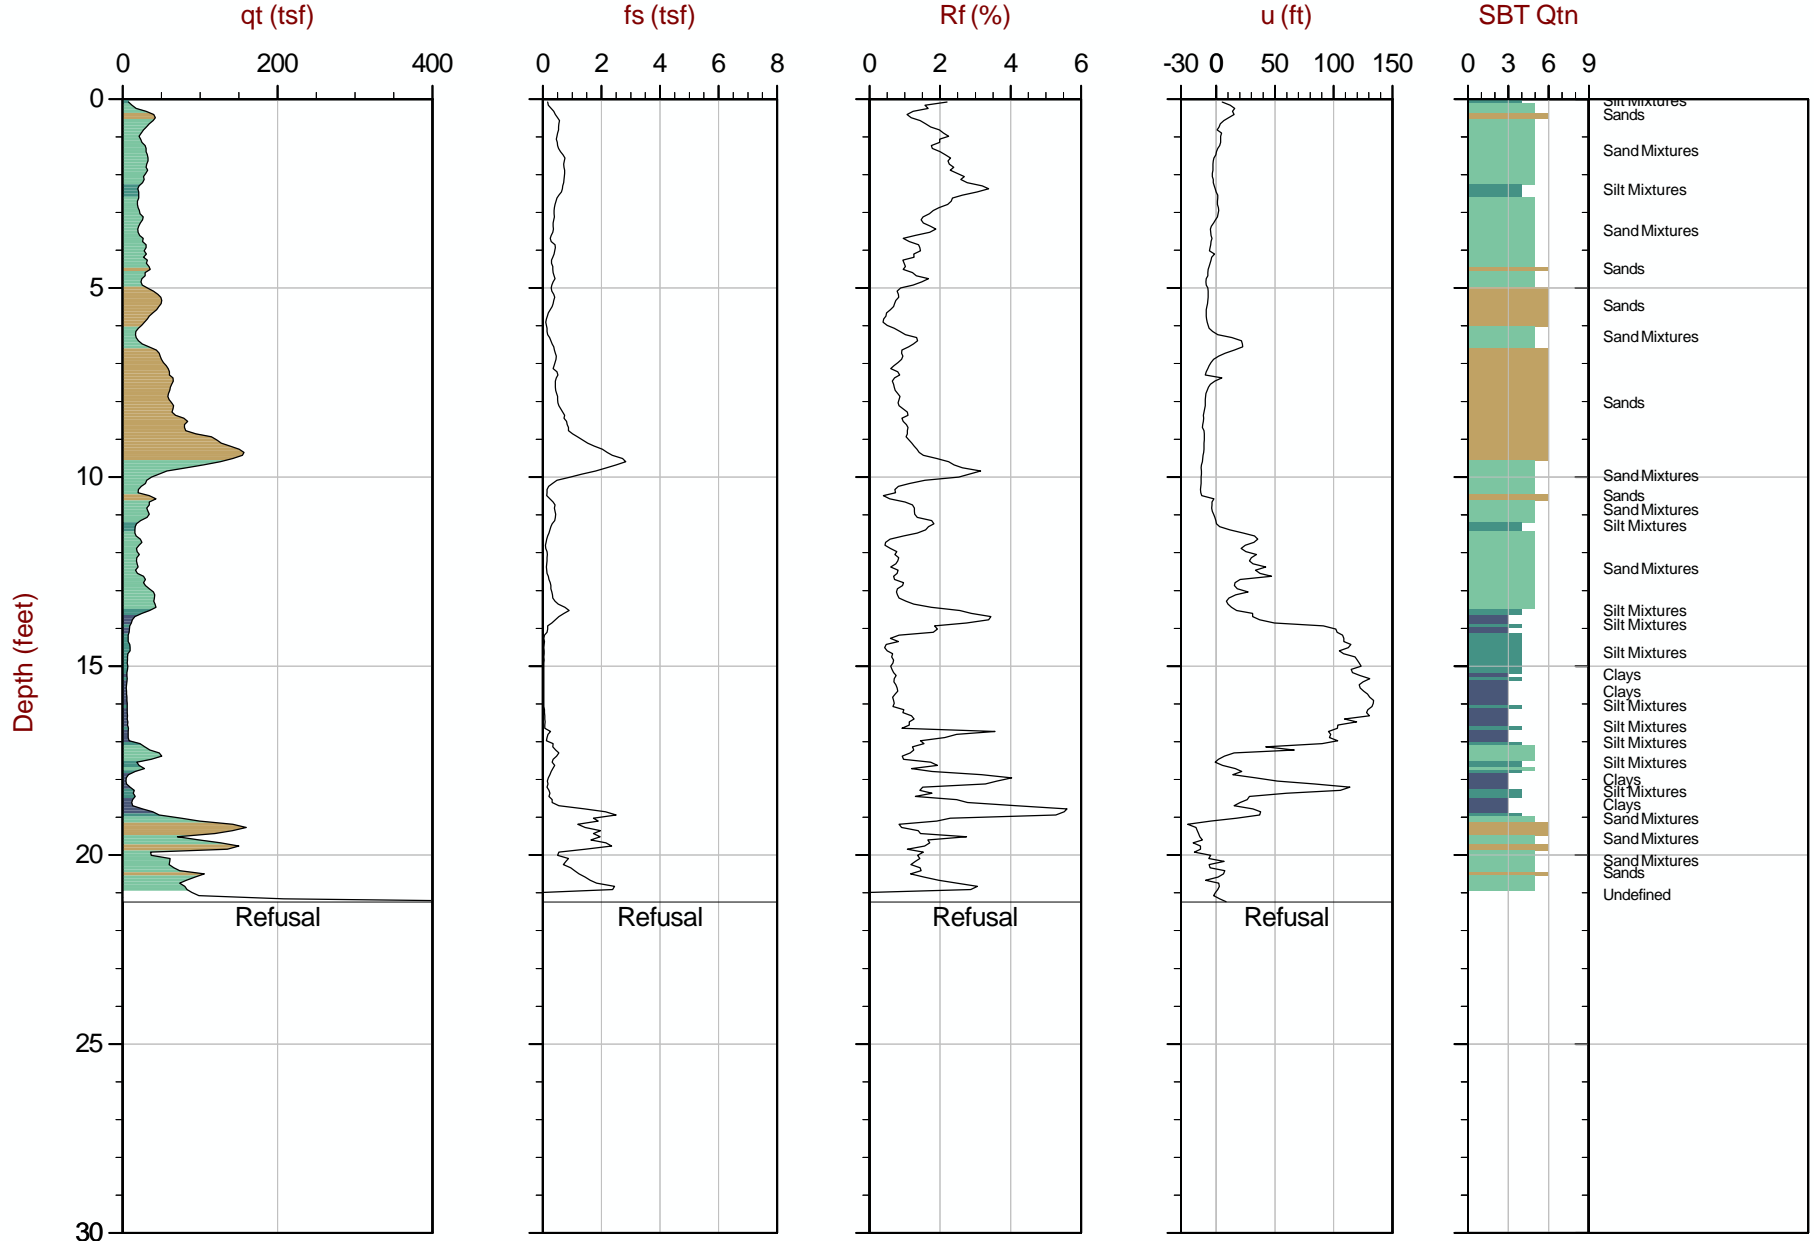 qt (tsf) fs (tsf) Rf (%) u (ft) SBT Qtn
0 200 400 0 2 4 6 8 0 2 4 6 -30 0 50 100 150 0 3 6 9
0
Silt Mixtures
Sands
Sand Mixtures
Silt Mixtures
Sand Mixtures
Sands
5
Sands
Sand Mixtures
Sands
10
Sand Mixtures
Sands
Sand Mixtures
Silt Mixtures
Sand Mixtures
Silt Mixtures
Silt Mixtures
Silt Mixtures
15
Clays
Clays
Silt Mixtures
Silt Mixtures
Silt Mixtures
Silt Mixtures
Clays
Silt Mixtures
Clays
Sand Mixtures
Sand Mixtures
20
Sand Mixtures
Sands
Undefined
Refusal Refusal Refusal Refusal
25
30
Depth (feet)